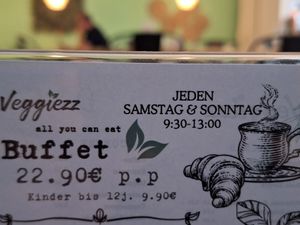 Veggiezz
all you can eat
Buffet
22.90€ p.p
Kinder bis 12j. 9.90€
JEDEN
SAMSTAG & SONNTAG
9:30-13:00